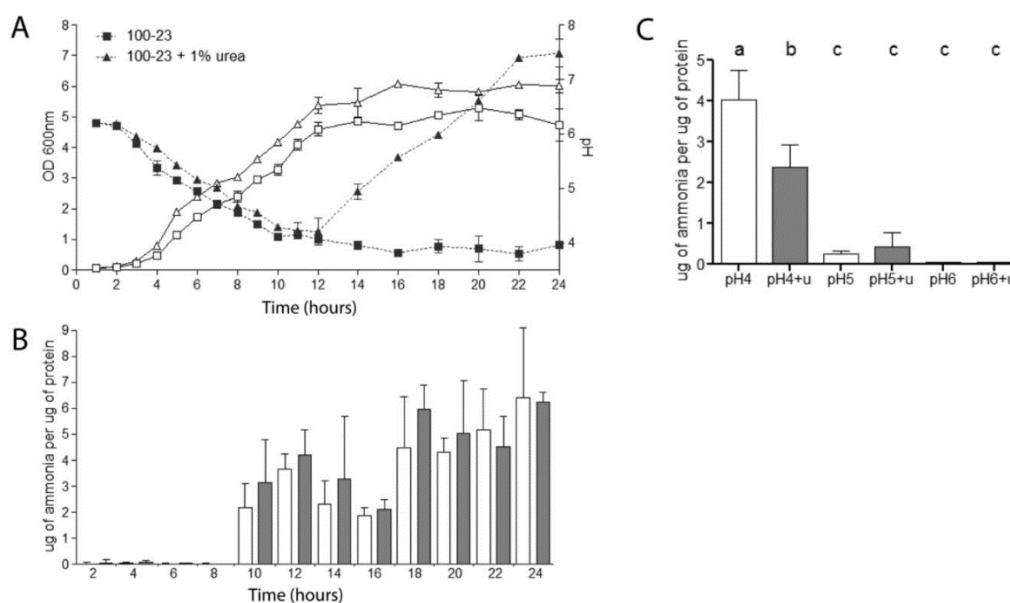 A
100-23
100-23 + 1% urea
OD 600nm
8
7
6
5
4
3
2
1
0
8
7
6
5
4
pH
0 2 4 6 8 10 12 14 16 18 20 22 24
Time (hours)
B
ug of ammonia per ug of protein
9
8
7
6
5
4
3
2
1
0
2 4 6 8 10 12 14 16 18 20 22 24
Time (hours)
C
a b c c c c
ug of ammonia per ug of protein
5
4
3
2
1
0
pH4 pH4+u pH5 pH5+u pH6 pH6+u